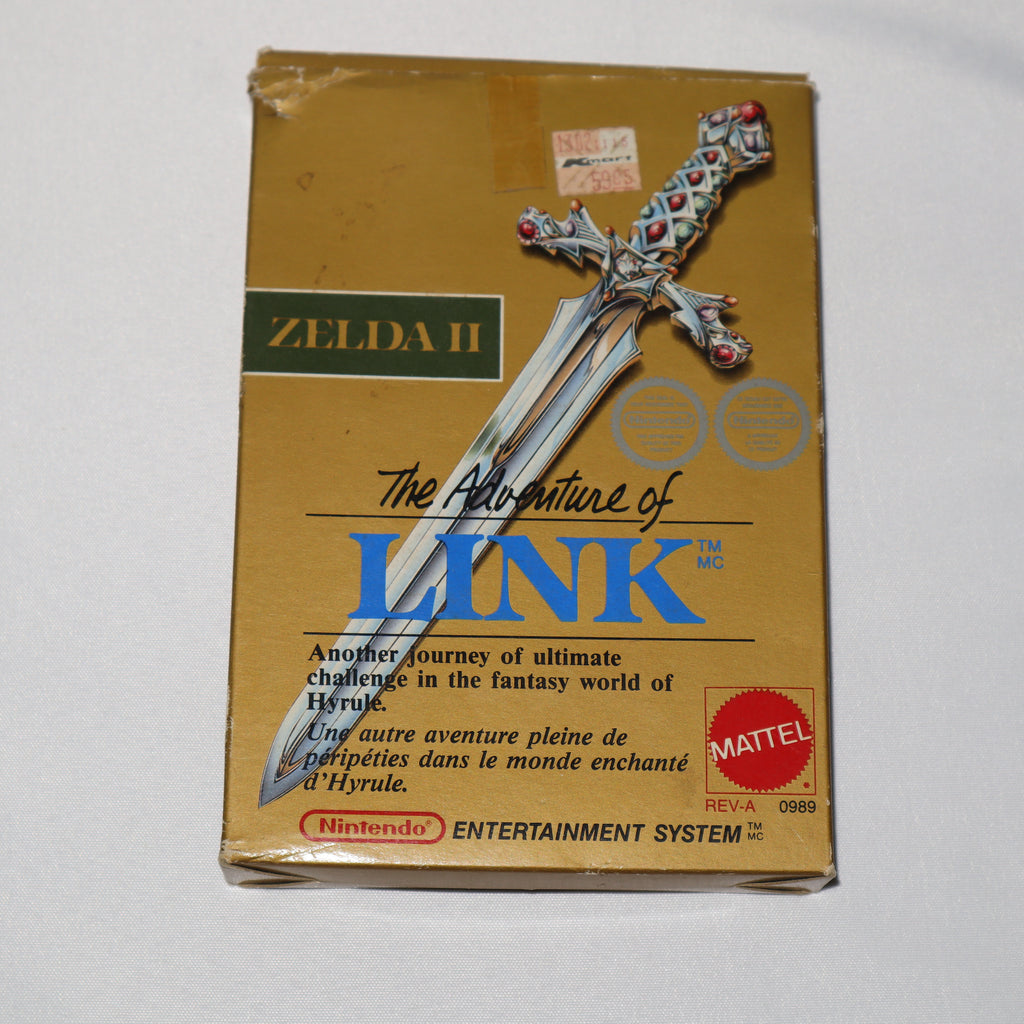 Kmart
5985
ZELDA II
The Adventure of
LINK TM
MC
Another journey of ultimate
challenge in the fantasy world of
Hyrule.
Une autre aventure pleine de
péripéties dans le monde enchanté
d'Hyrule.
MATTEL
REV-A 0989
Nintendo® ENTERTAINMENT SYSTEM TM
MC